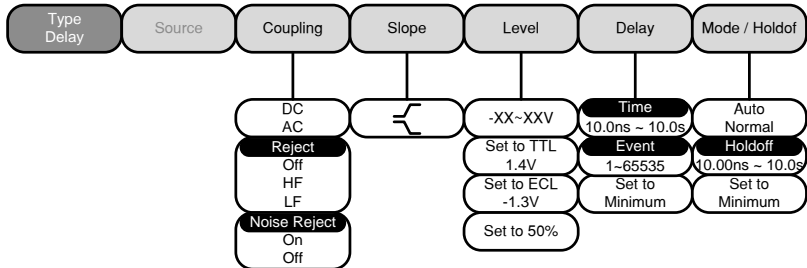 Type
Delay
Source
Coupling
Slope
Level
Delay
Mode / Holdof
DC
AC
Reject
Off
HF
LF
Noise Reject
On
Off
-XX~XXV
Set to TTL
1.4V
Set to ECL
-1.3V
Set to 50%
Time
10.0ns ~ 10.0s
Event
1~65535
Set to
Minimum
Auto
Normal
Holdoff
10.00ns ~ 10.0s
Set to
Minimum